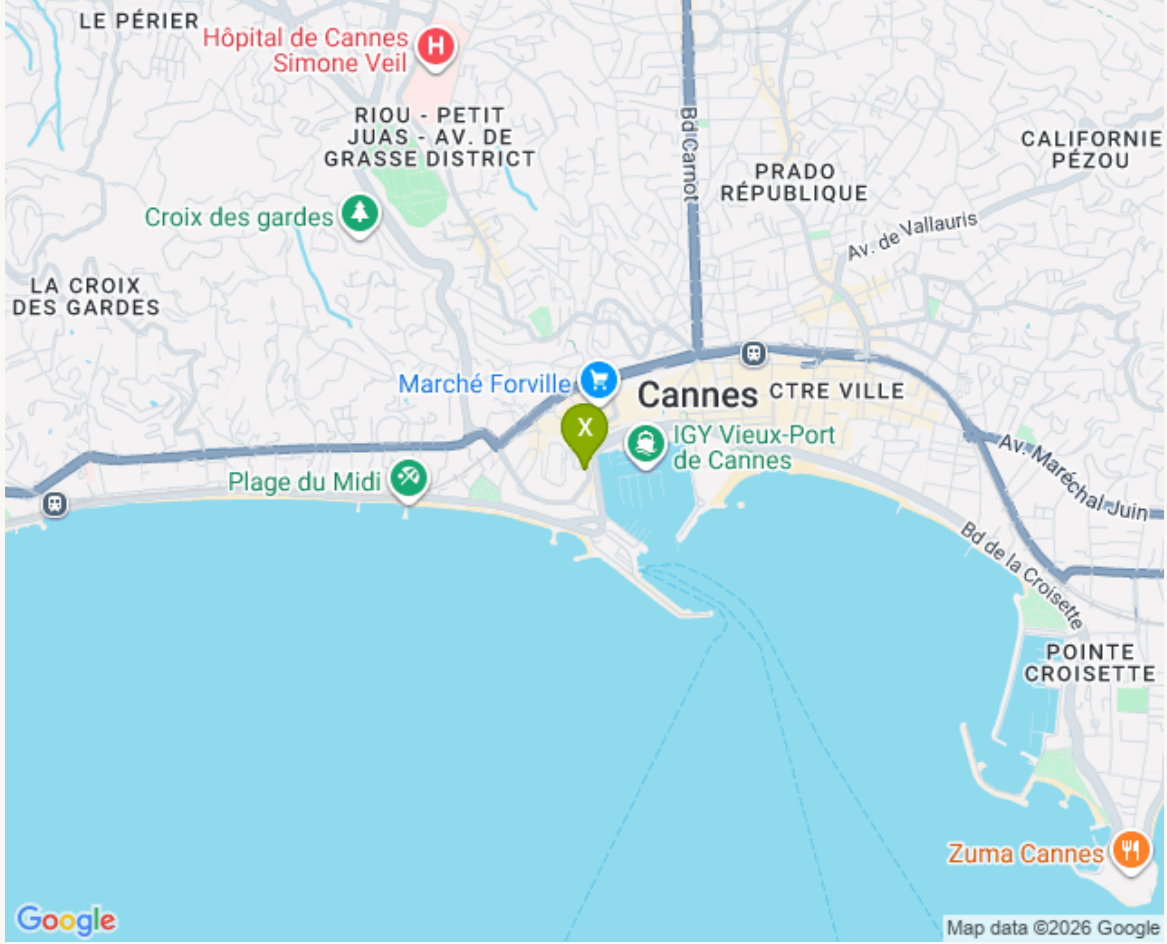 LE PÉRIER
Hôpital de Cannes
Simone Veil
H
RIOU - PETIT
JUAS - AV. DE
GRASSE DISTRICT
Bd Carnot
CALIFORNIE
PÉZOU
PRADO
RÉPUBLIQUE
Croix des gardes
Av. de Vallauris
LA CROIX
DES GARDES
Marché Forville
Cannes
CTRE VILLE
X
IGY Vieux-Port
de Cannes
Plage du Midi
Av. Maréchal Juin
Bd de la Croisette
POINTE
CROISETTE
Zuma Cannes
Google
Map data ©2026 Google